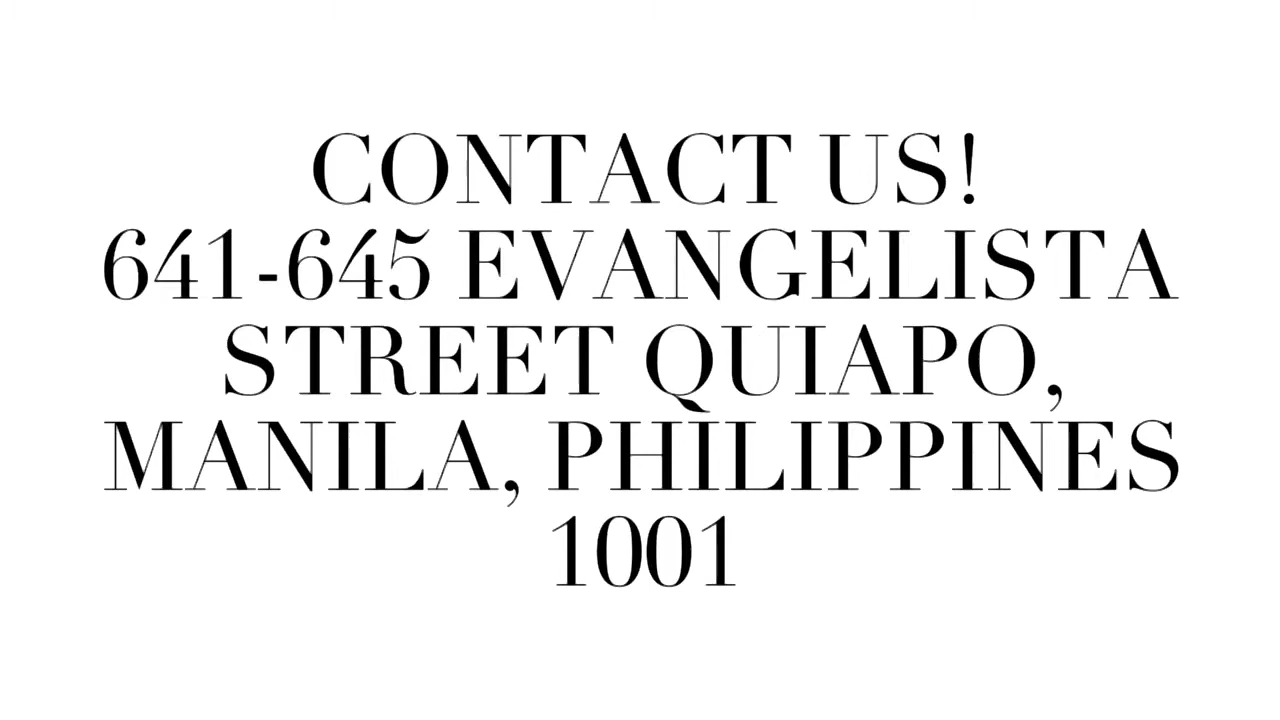 CONTACT US!
641-645 EVANGELISTA
STREET QUIAPO,
MANILA, PHILIPPINES
1001